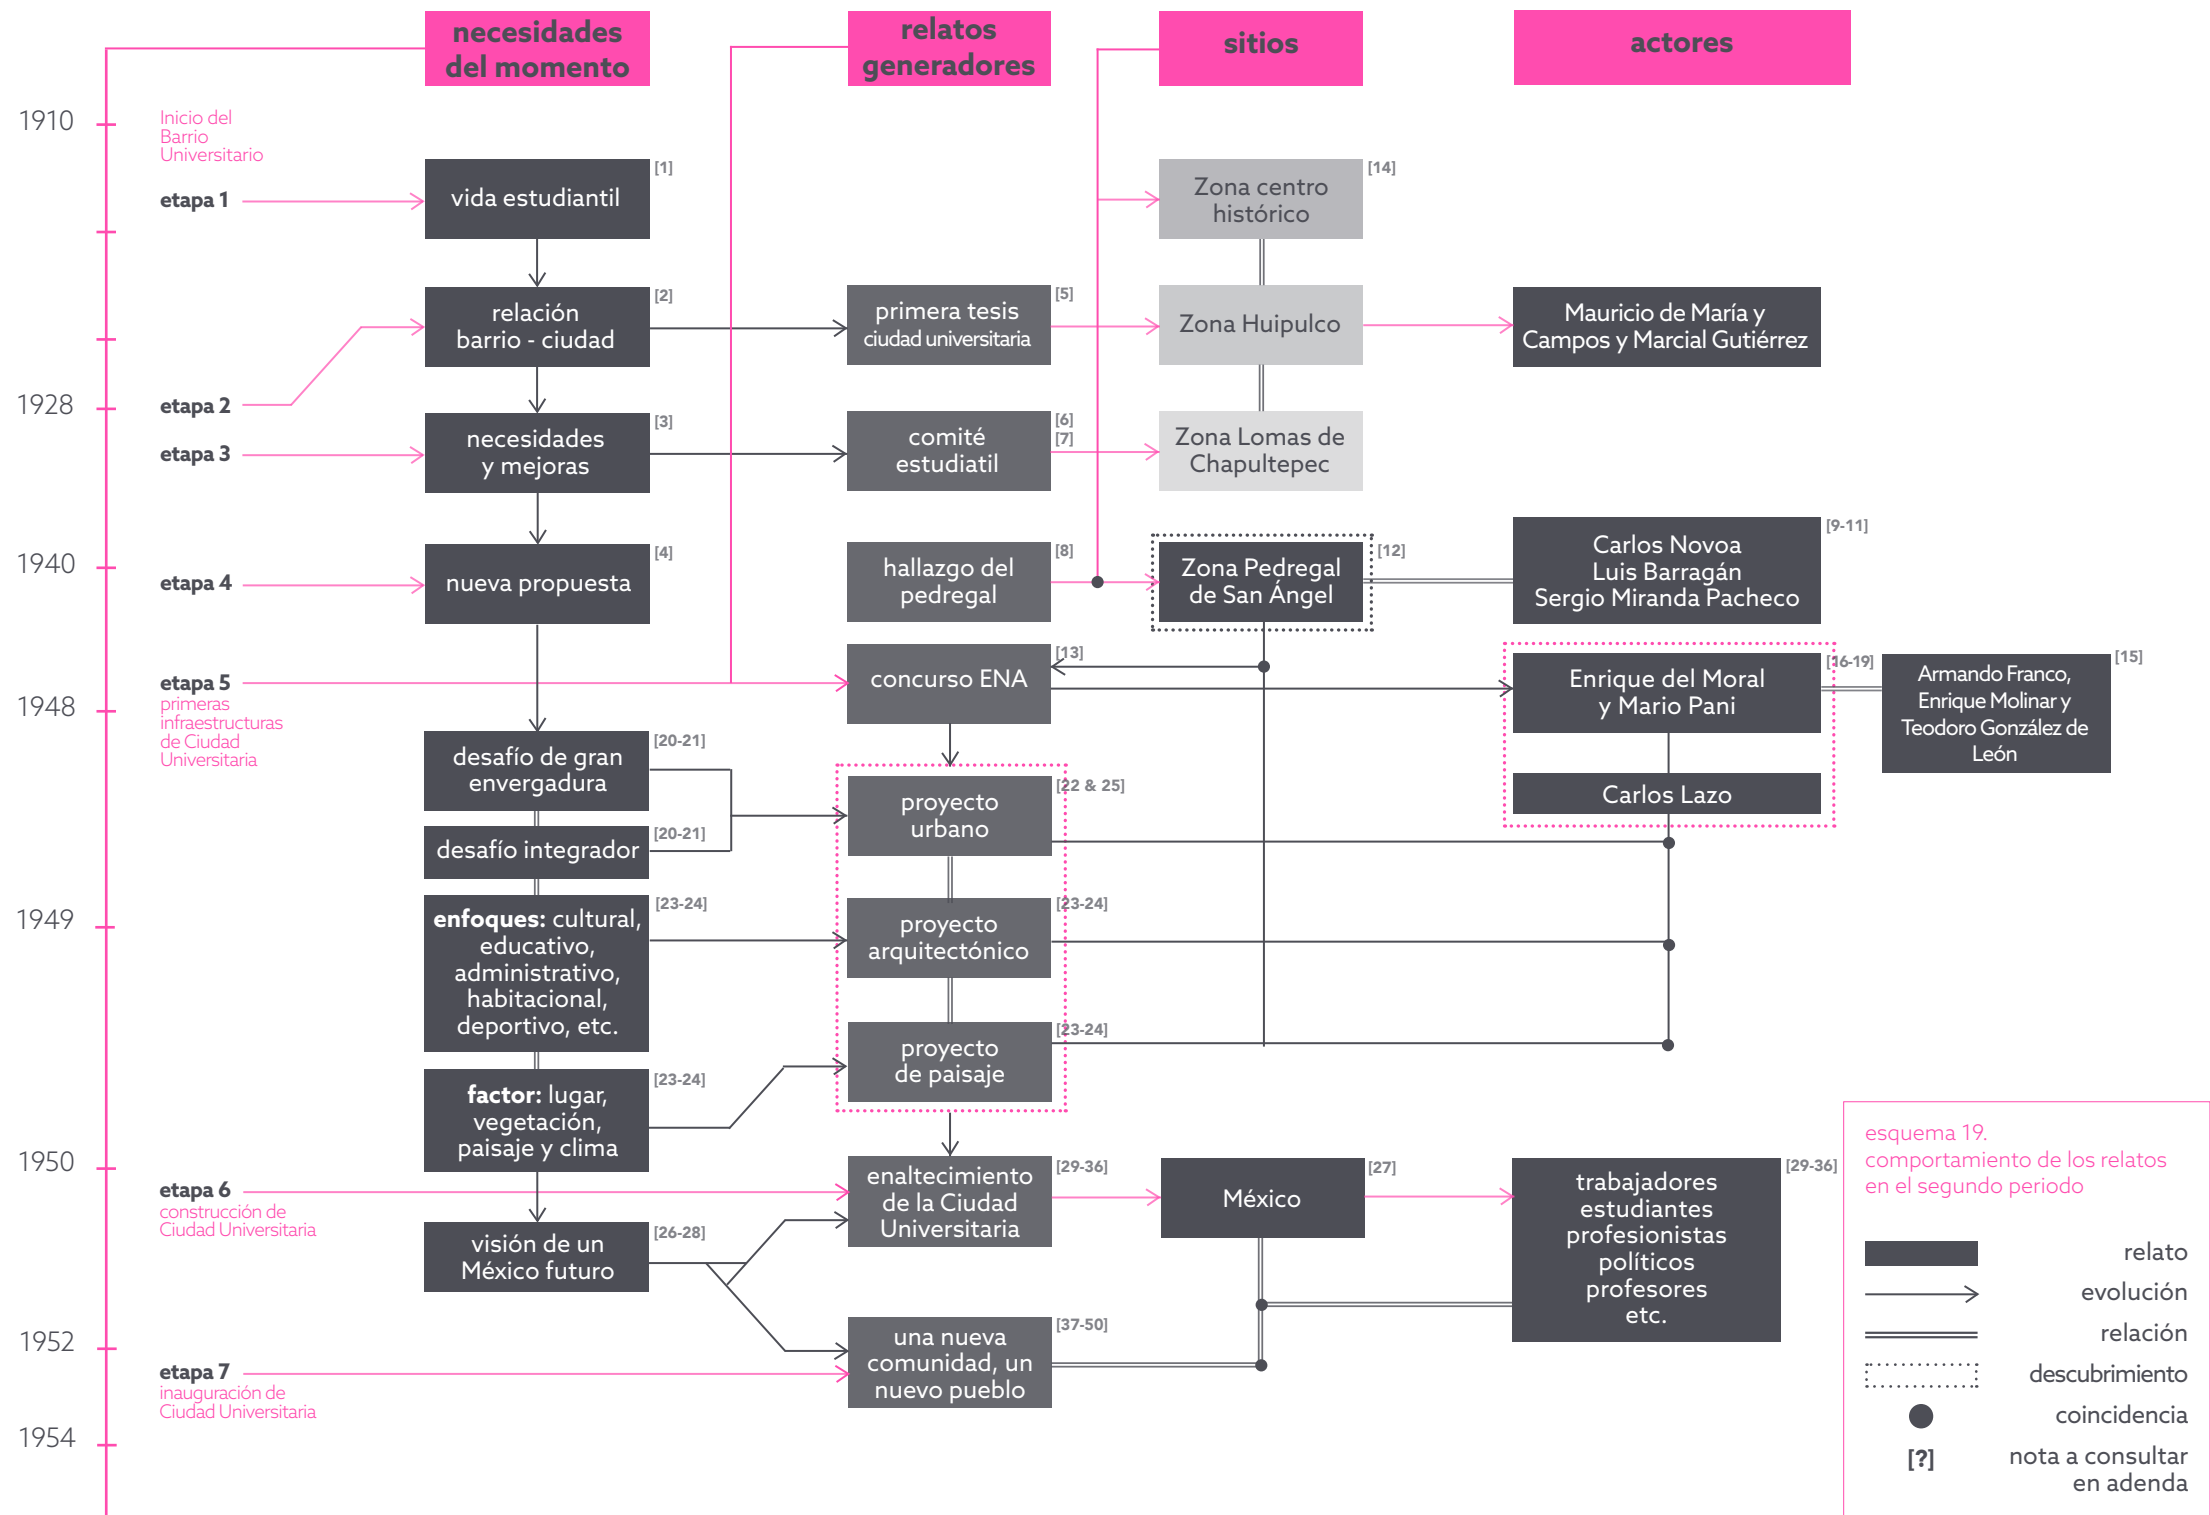 necesidades
del momento
relatos
generadores
sitios
actores
1910
Inicio del
Barrio
Universitario
etapa 1
vida estudiantil
[1]
Zona centro
histórico
[14]
relación
barrio - ciudad
[2]
primera tesis
ciudad universitaria
[5]
Zona Huipulco
Mauricio de María y
Campos y Marcial Gutiérrez
1928
etapa 2
etapa 3
necesidades
y mejoras
[3]
comité
estudiatil
[6]
[7]
Zona Lomas de
Chapultepec
1940
etapa 4
nueva propuesta
[4]
hallazgo del
pedregal
[8]
Zona Pedregal
de San Ángel
[12]
Carlos Novoa
Luis Barragán
Sergio Miranda Pacheco
[9-11]
etapa 5
primeras
infraestructuras
de Ciudad
Universitaria
1948
concurso ENA
[13]
Enrique del Moral
y Mario Pani
[16-19]
Armando Franco,
Enrique Molinar y
Teodoro González de
León
[15]
Carlos Lazo
desafío de gran
envergadura
[20-21]
desafío integrador
[20-21]
proyecto
urbano
[22 & 25]
1949
enfoques: cultural,
educativo,
administrativo,
habitacional,
deportivo, etc.
[23-24]
proyecto
arquitectónico
[23-24]
proyecto
de paisaje
[23-24]
factor: lugar,
vegetación,
paisaje y clima
[23-24]
1950
etapa 6
construcción de
Ciudad Universitaria
visión de un
México futuro
[26-28]
enaltecimiento
de la Ciudad
Universitaria
[29-36]
México
[27]
trabajadores
estudiantes
profesionistas
políticos
profesores
etc.
[29-36]
1952
etapa 7
inauguración de
Ciudad Universitaria
una nueva
comunidad, un
nuevo pueblo
[37-50]
1954
esquema 19.
comportamiento de los relatos
en el segundo periodo
relato
evolución
relación
descubrimiento
coincidencia
[?]
nota a consultar
en adenda